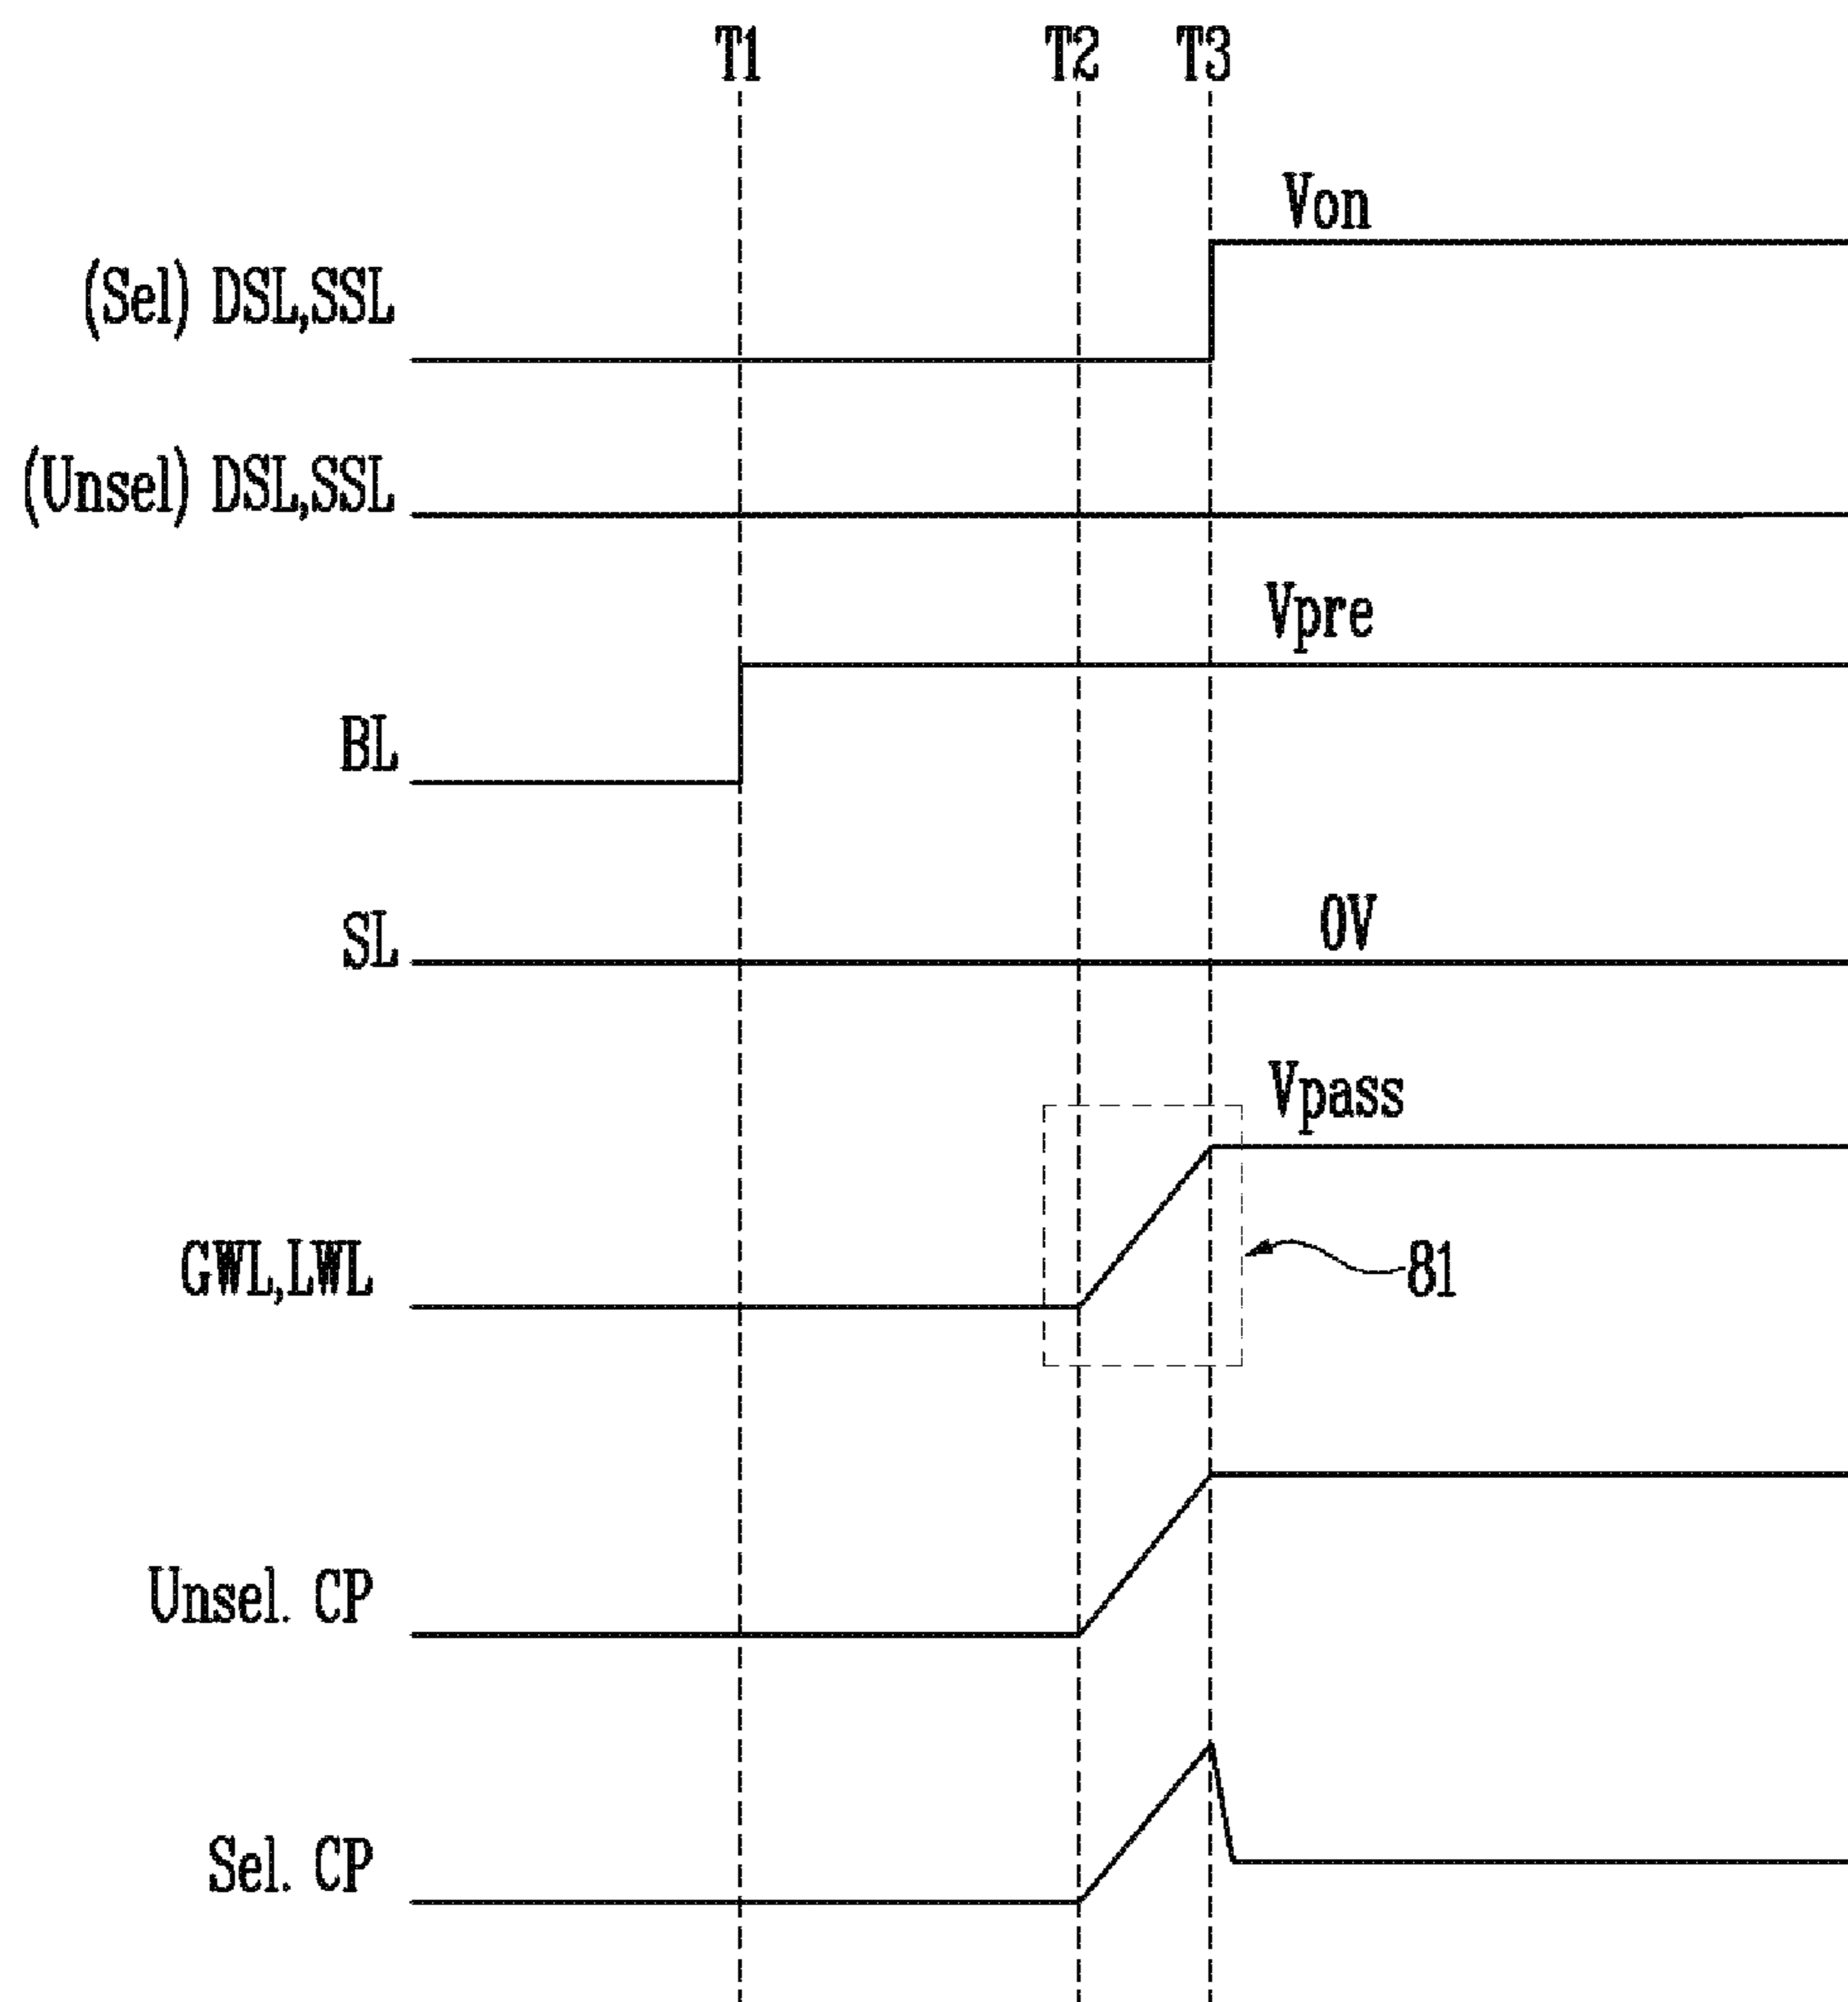 T1 T2 T3
Von
(Sel) DSL,SSL
(Unsel) DSL,SSL
Vpre
BL
0V
SL
Vpass
GWL,LWL
81
Unsel. CP
Sel. CP